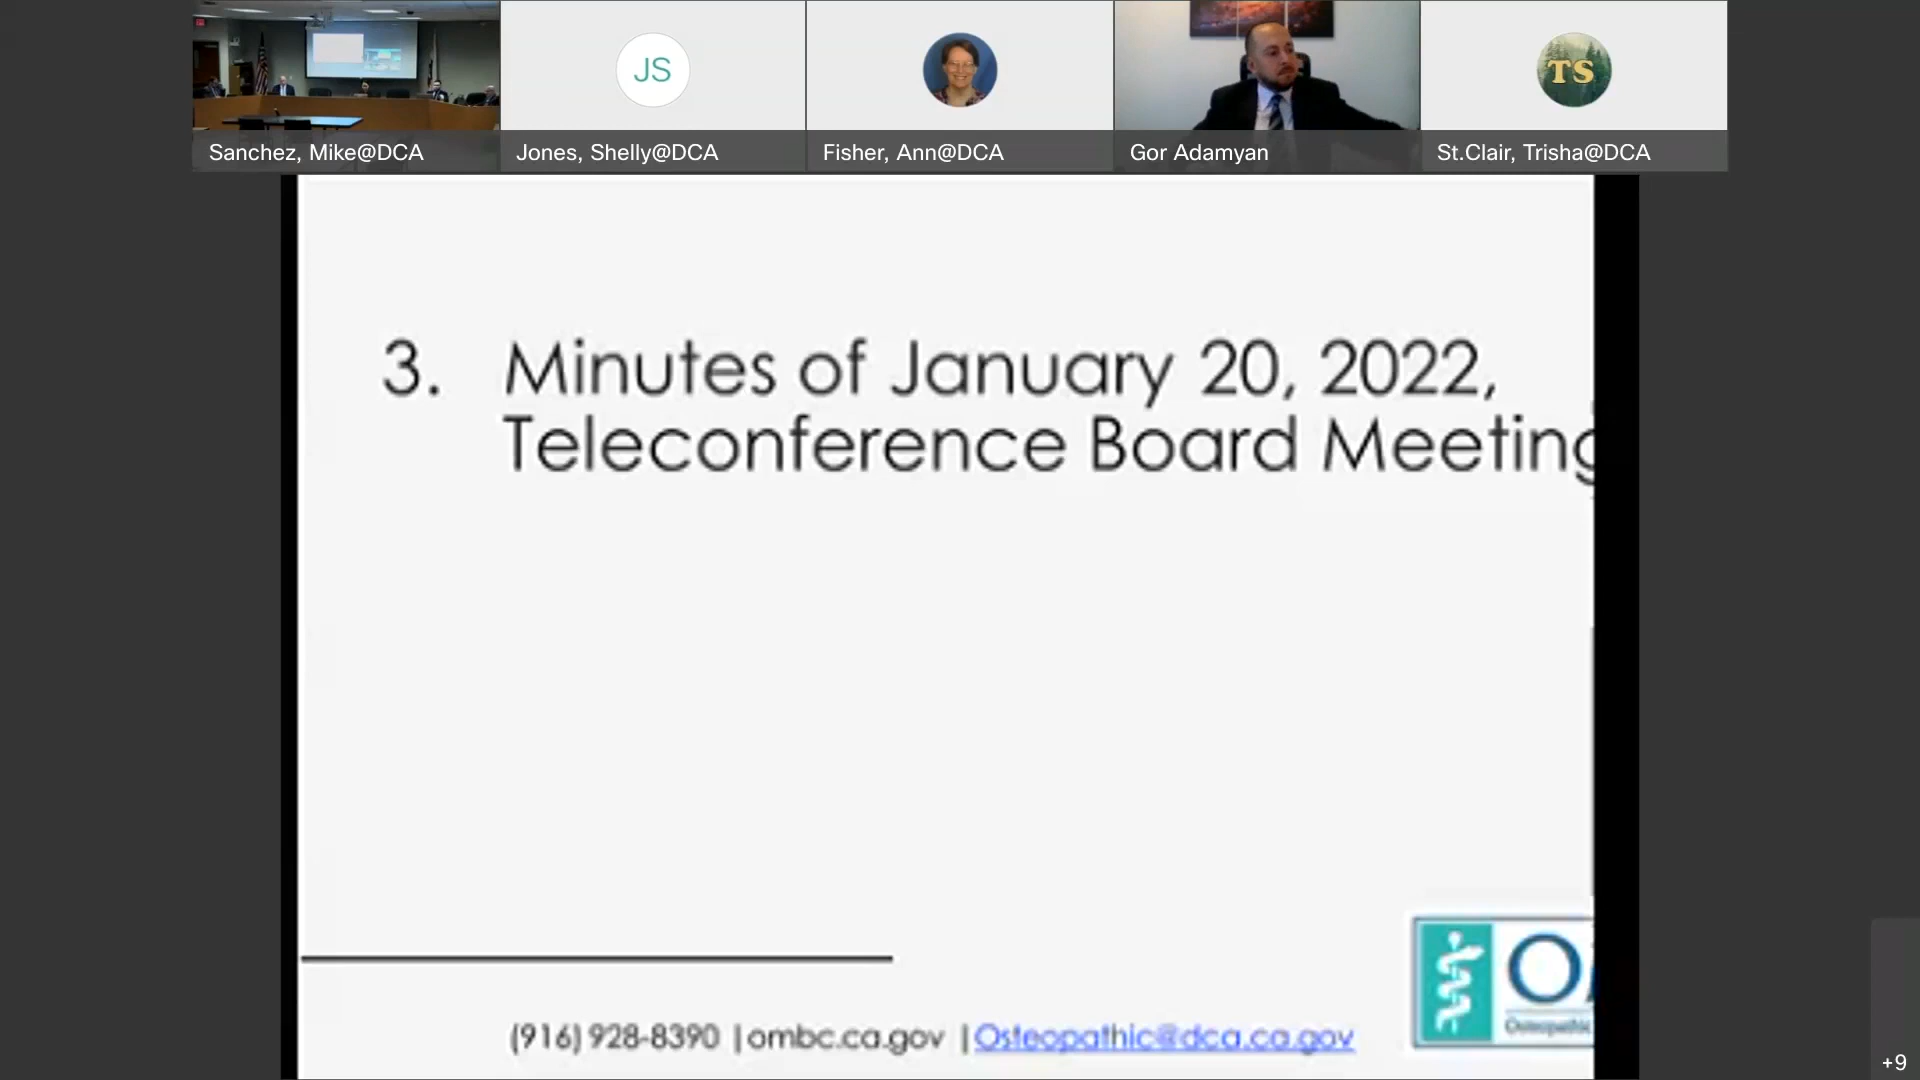 JS
TS
Sanchez, Mike@DCA
Jones, Shelly@DCA
Fisher, Ann@DCA
Gor Adamyan
St.Clair, Trisha@DCA
3. Minutes of January 20, 2022,
Teleconference Board Meeting
O
Osteopathic
(916) 928-8390 | ombc.ca.gov | Osteopathic@dca.ca.gov
+9